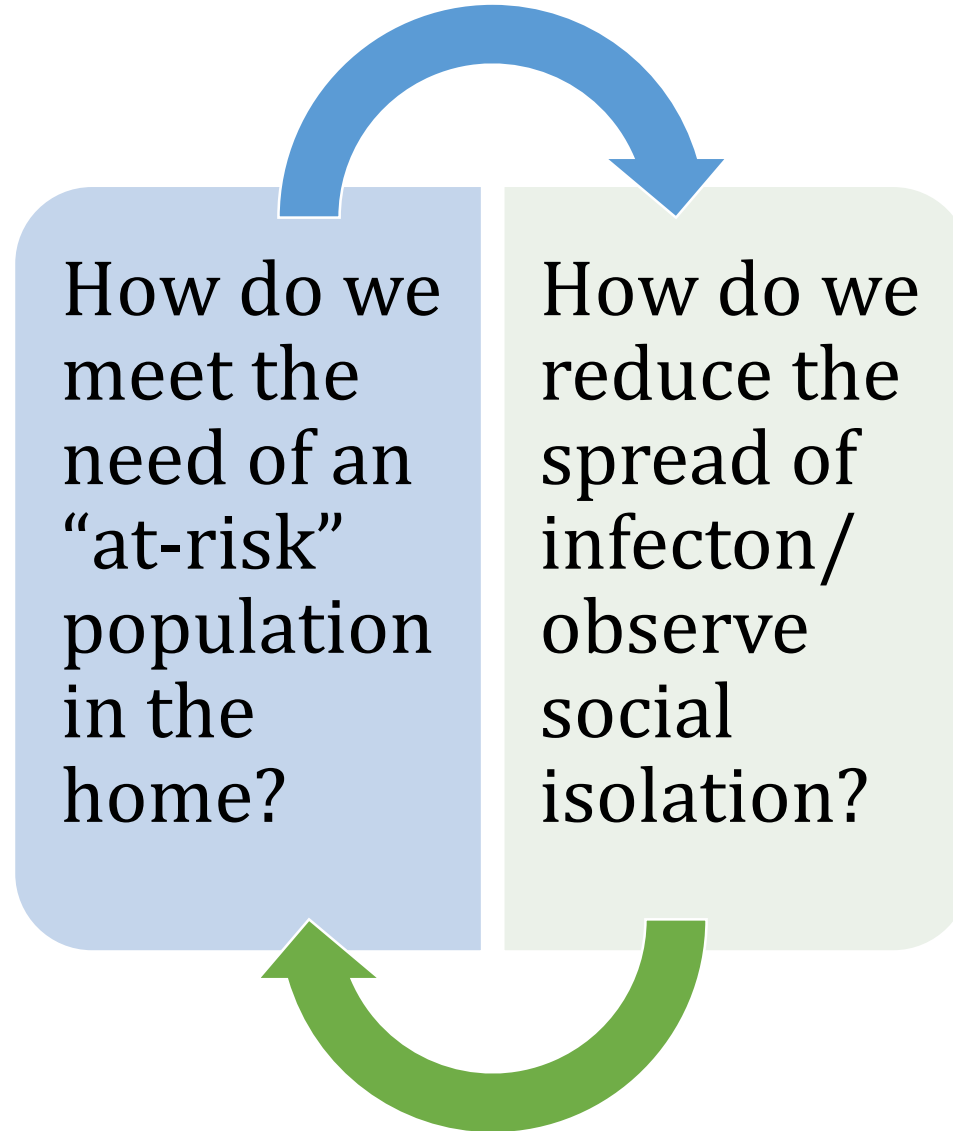 How do we
meet the
need of an
“at-risk”
population
in the
home?
How do we
reduce the
spread of
infecton/
observe
social
isolation?